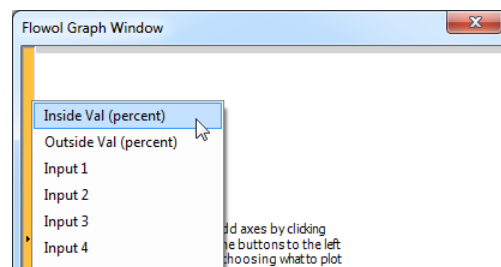 Flowol Graph Window
Inside Val (percent)
Outside Val (percent)
Input 1
Input 2
Input 3
dd axes by clicking
Input 4
he buttons to the left
choosing what to plot